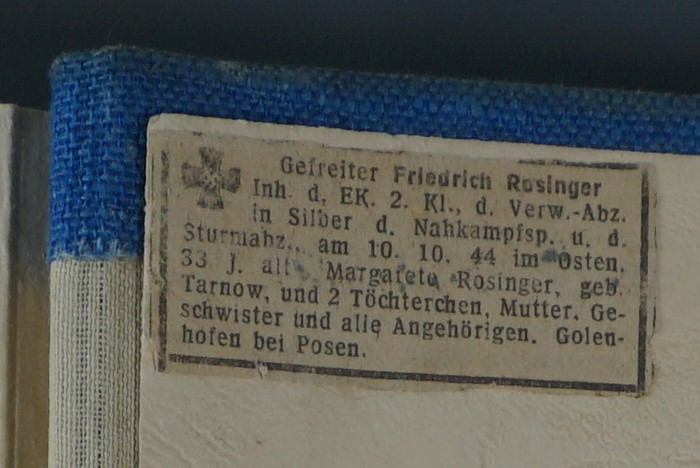 Gefreiter Friedrich Rosinger
Inh. d. EK. 2. Kl., d. Verw.-Abz.
in Silber d. Nahkampfsp. u. d.
Sturmabz., am 10. 10. 44 im Osten,
33 J. alt Margarete Rosinger, geb.
Tarnow, und 2 Töchterchen, Mutter, Ge-
schwister und alle Angehörigen. Golen-
hofen bei Posen.